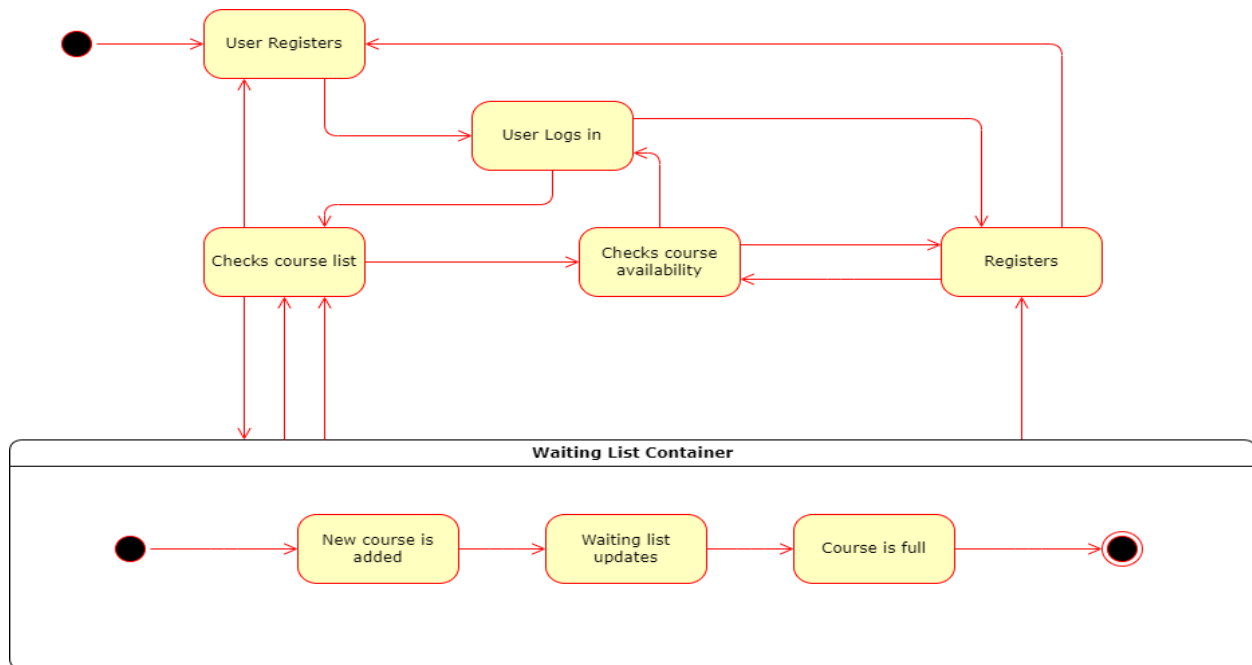 User Registers
User Logs in
Checks course list
Checks course
availability
Registers
Waiting List Container
New course is
added
Waiting list
updates
Course is full